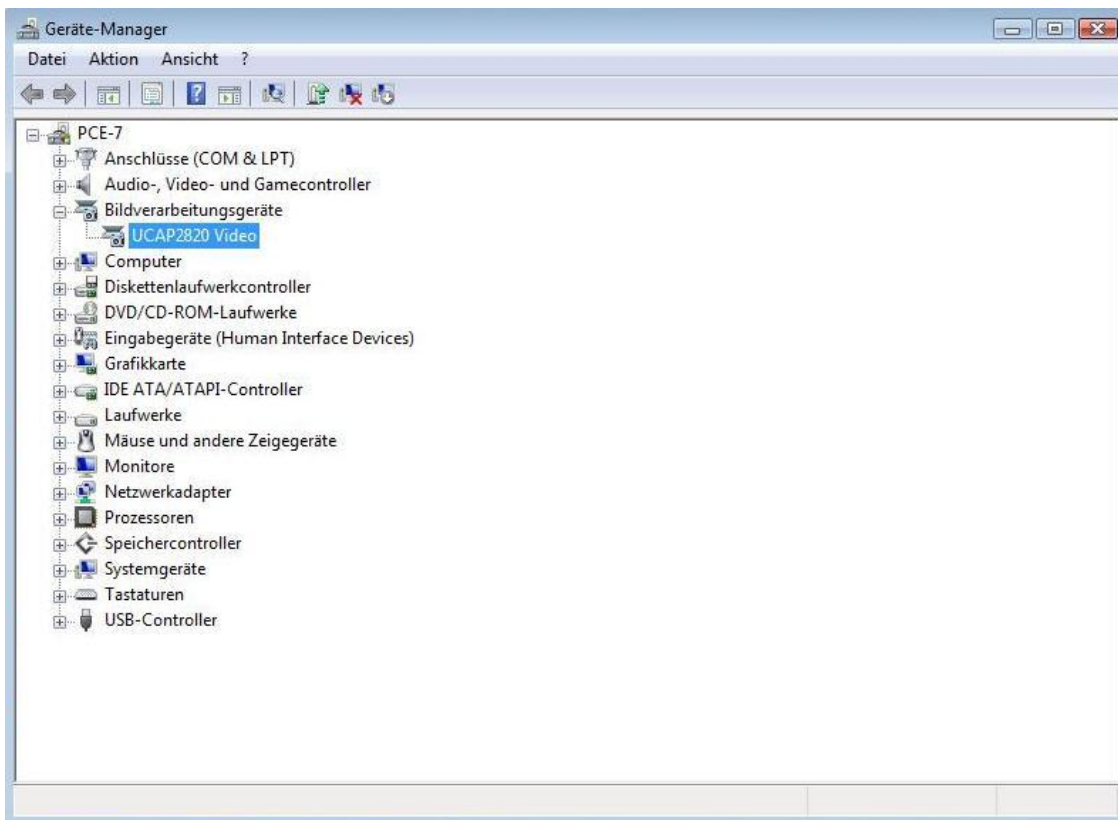 Geräte-Manager
Datei Aktion Ansicht ?
PCE-7
Anschlüsse (COM & LPT)
Audio-, Video- und Gamecontroller
Bildverarbeitungsgeräte
UCAP2820 Video
Computer
Diskettenlaufwerkcontroller
DVD/CD-ROM-Laufwerke
Eingabegeräte (Human Interface Devices)
Grafikkarte
IDE ATA/ATAPI-Controller
Laufwerke
Mäuse und andere Zeigegeräte
Monitore
Netzwerkadapter
Prozessoren
Speichercontroller
Systemgeräte
Tastaturen
USB-Controller